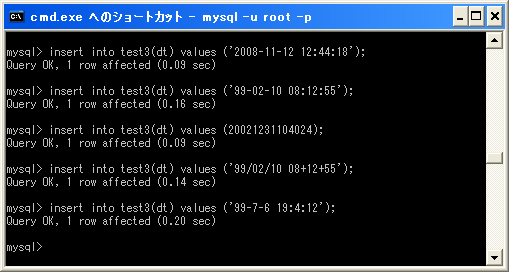 cmd.exe へのショートカット - mysql -u root -p
mysql> insert into test3(dt) values ('2008-11-12 12:44:18');
Query OK, 1 row affected (0.09 sec)
mysql> insert into test3(dt) values ('99-02-10 08:12:55');
Query OK, 1 row affected (0.16 sec)
mysql> insert into test3(dt) values (20021231104024);
Query OK, 1 row affected (0.09 sec)
mysql> insert into test3(dt) values ('99/02/10 08+12+55');
Query OK, 1 row affected (0.14 sec)
mysql> insert into test3(dt) values ('99-7-6 19:4:12');
Query OK, 1 row affected (0.20 sec)
mysql>